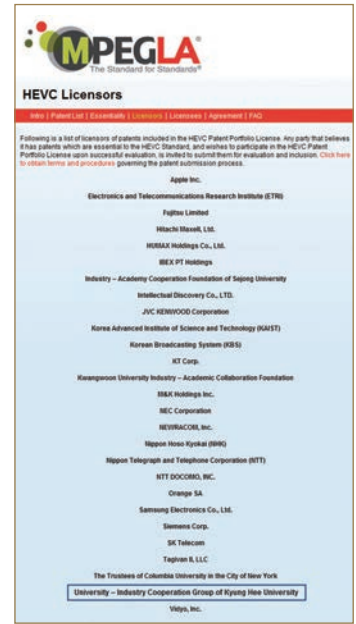 MPEGLA®
The Standard for Standards®
HEVC Licensors
Intro | Patent List | Essentiality | Licensors | Licensees | Agreement | FAQ
Following is a list of licensors of patents included in the HEVC Patent Portfolio License. Any party that believes
it has patents which are essential to the HEVC Standard, and wishes to participate in the HEVC Patent
Portfolio License upon successful evaluation, is invited to submit them for evaluation and inclusion. Click here
to obtain terms and procedures governing the patent submission process.
Apple Inc.
Electronics and Telecommunications Research Institute (ETRI)
Fujitsu Limited
Hitachi Maxell, Ltd.
HUMAX Holdings Co., Ltd.
IBEX PT Holdings
Industry – Academy Cooperation Foundation of Sejong University
Intellectual Discovery Co., LTD.
JVC KENWOOD Corporation
Korea Advanced Institute of Science and Technology (KAIST)
Korean Broadcasting System (KBS)
KT Corp.
Kwangwoon University Industry – Academic Collaboration Foundation
M&K Holdings Inc.
NEC Corporation
NEWRACOM, Inc.
Nippon Hoso Kyokai (NHK)
Nippon Telegraph and Telephone Corporation (NTT)
NTT DOCOMO, INC.
Orange SA
Samsung Electronics Co., Ltd.
Siemens Corp.
SK Telecom
Tagivan II, LLC
The Trustees of Columbia University in the City of New York
University – Industry Cooperation Group of Kyung Hee University
Vidyo, Inc.